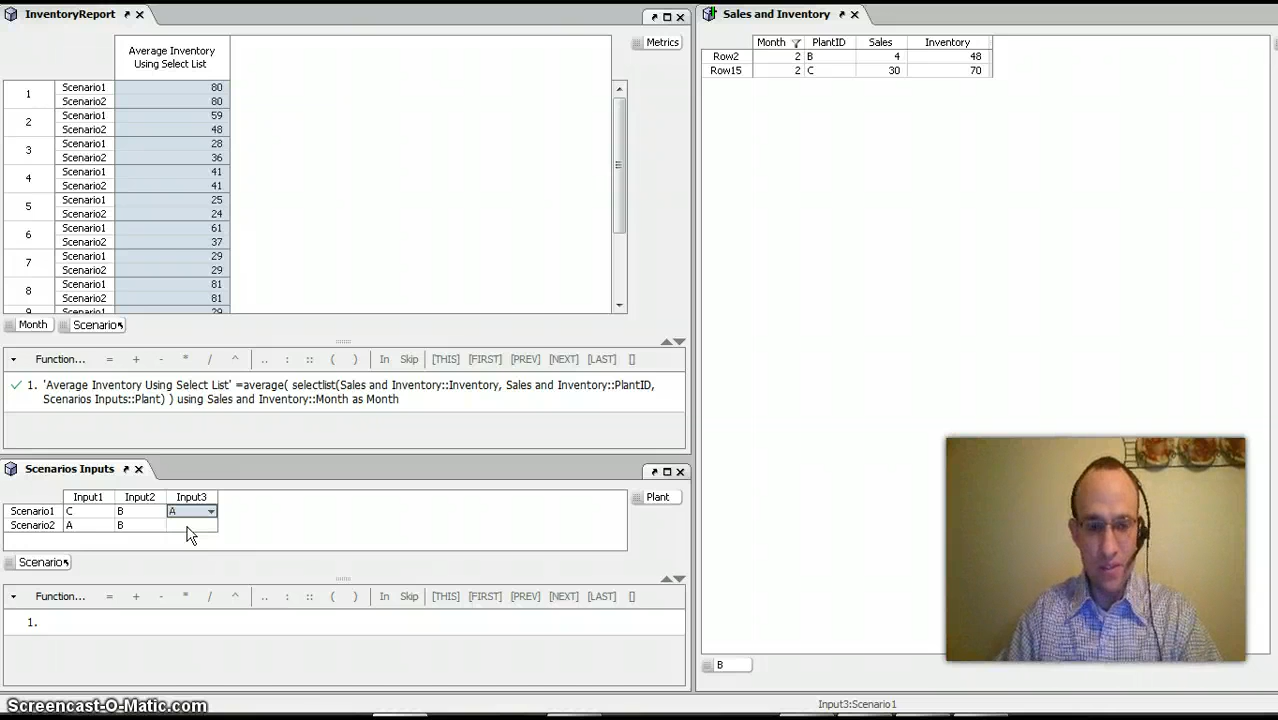 InventoryReport
Metrics
Average Inventory
Using Select List
1 Scenario1 80
Scenario2 80
2 Scenario1 59
Scenario2 48
3 Scenario1 28
Scenario2 36
4 Scenario1 41
Scenario2 41
5 Scenario1 25
Scenario2 24
6 Scenario1 61
Scenario2 37
7 Scenario1 29
Scenario2 29
8 Scenario1 81
Scenario2 81
9 Scenario1 29
Month Scenario
Function... = + - * / ^ .. : :: ( ) In Skip [THIS] [FIRST] [PREV] [NEXT] [LAST] []
1. 'Average Inventory Using Select List' =average( selectlist(Sales and Inventory::Inventory, Sales and Inventory::PlantID,
Scenarios Inputs::Plant) ) using Sales and Inventory::Month as Month
Scenarios Inputs
Plant
Input1 Input2 Input3
Scenario1 C B A
Scenario2 A B
Scenario
Function... = + - * / ^ .. : :: ( ) In Skip [THIS] [FIRST] [PREV] [NEXT] [LAST] []
1.
Sales and Inventory
Month PlantID Sales Inventory
Row2 2 B 4 48
Row15 2 C 30 70
B
Input3:Scenario1
Screencast-O-Matic.com